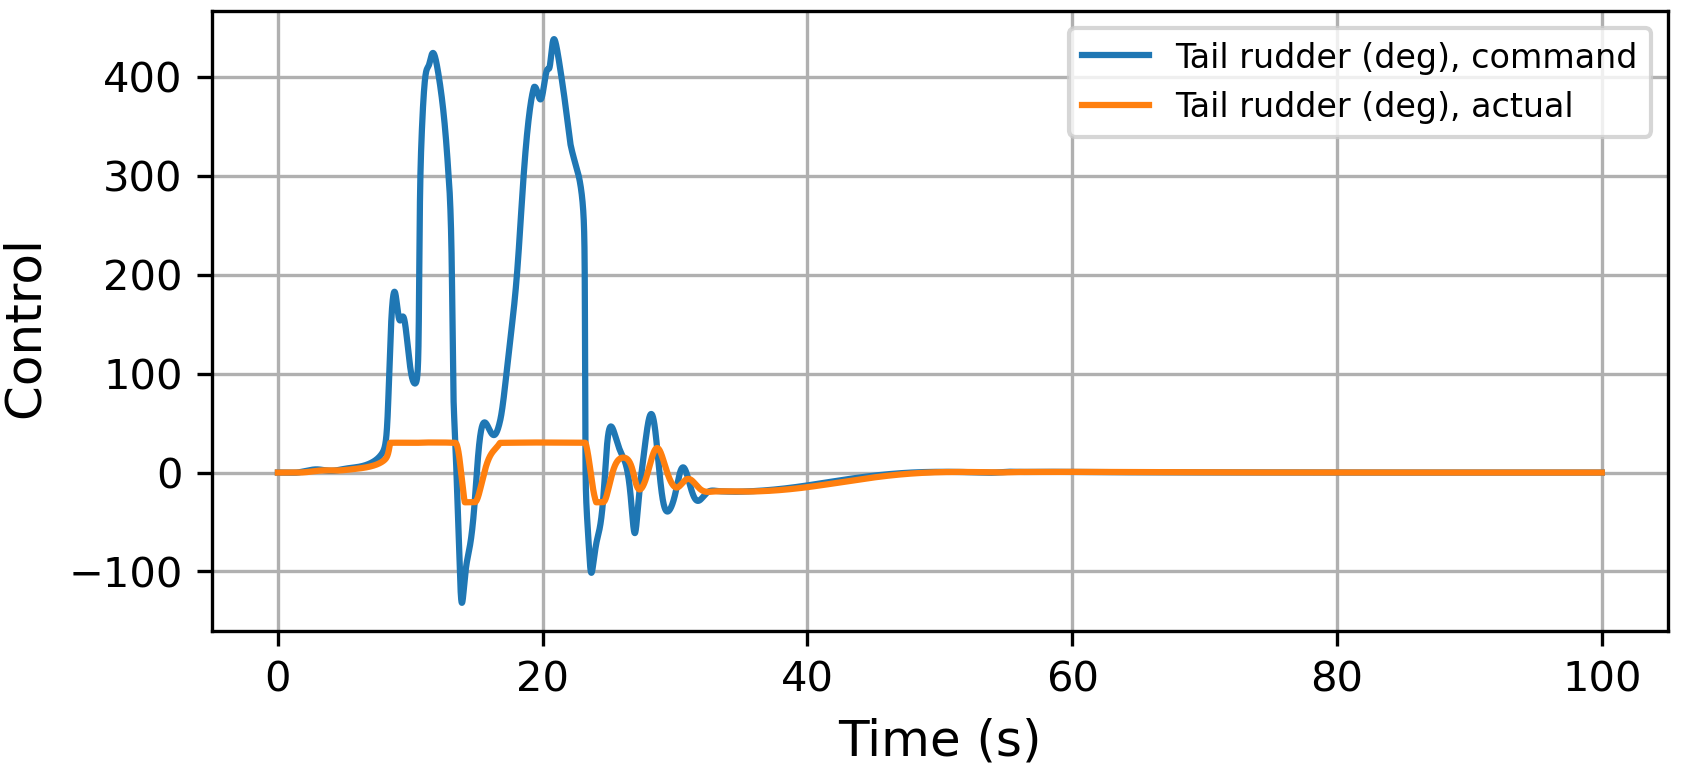 Tail rudder (deg), command
Tail rudder (deg), actual
Control
400
300
200
100
0
−100
0 20 40 60 80 100
Time (s)